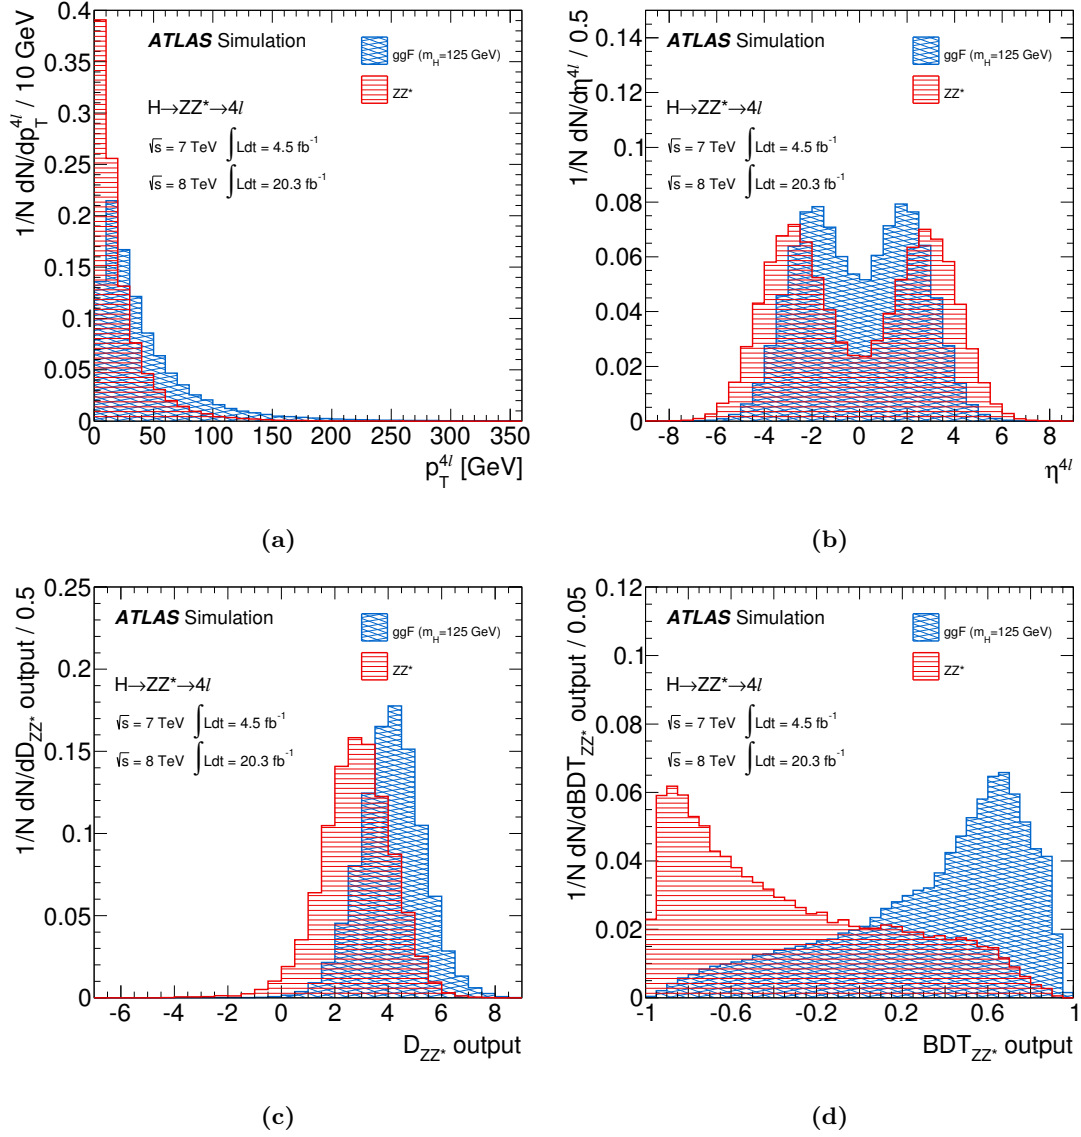 1/N dN/dp_T^{4l} / 10 GeV
0.4
0.35
0.3
0.25
0.2
0.15
0.1
0.05
0
ATLAS Simulation
ggF (m_H=125 GeV)
ZZ*
H→ZZ*→4l
√s = 7 TeV ∫Ldt = 4.5 fb⁻¹
√s = 8 TeV ∫Ldt = 20.3 fb⁻¹
0 50 100 150 200 250 300 350
p_T^{4l} [GeV]
(a)
1/N dN/dη^{4l} / 0.5
0.14
0.12
0.1
0.08
0.06
0.04
0.02
0
ATLAS Simulation
ggF (m_H=125 GeV)
ZZ*
H→ZZ*→4l
√s = 7 TeV ∫Ldt = 4.5 fb⁻¹
√s = 8 TeV ∫Ldt = 20.3 fb⁻¹
-8 -6 -4 -2 0 2 4 6 8
η^{4l}
(b)
1/N dN/dD_{ZZ*} output / 0.5
0.25
0.2
0.15
0.1
0.05
0
ATLAS Simulation
ggF (m_H=125 GeV)
ZZ*
H→ZZ*→4l
√s = 7 TeV ∫Ldt = 4.5 fb⁻¹
√s = 8 TeV ∫Ldt = 20.3 fb⁻¹
-6 -4 -2 0 2 4 6 8
D_{ZZ*} output
(c)
1/N dN/dBDT_{ZZ*} output / 0.05
0.12
0.1
0.08
0.06
0.04
0.02
0
ATLAS Simulation
ggF (m_H=125 GeV)
ZZ*
H→ZZ*→4l
√s = 7 TeV ∫Ldt = 4.5 fb⁻¹
√s = 8 TeV ∫Ldt = 20.3 fb⁻¹
-1 -0.6 -0.2 0.2 0.6 1
BDT_{ZZ*} output
(d)